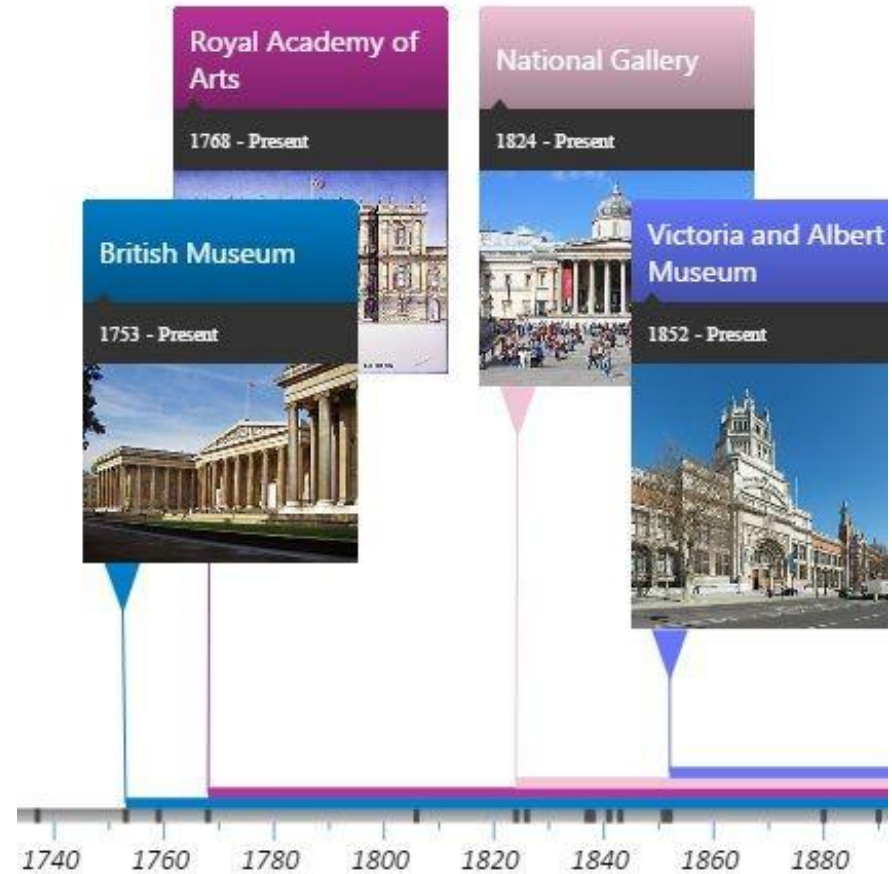 Royal Academy of
Arts
1768 - Present
National Gallery
1824 - Present
British Museum
1753 - Present
Victoria and Albert
Museum
1852 - Present
1740 1760 1780 1800 1820 1840 1860 1880